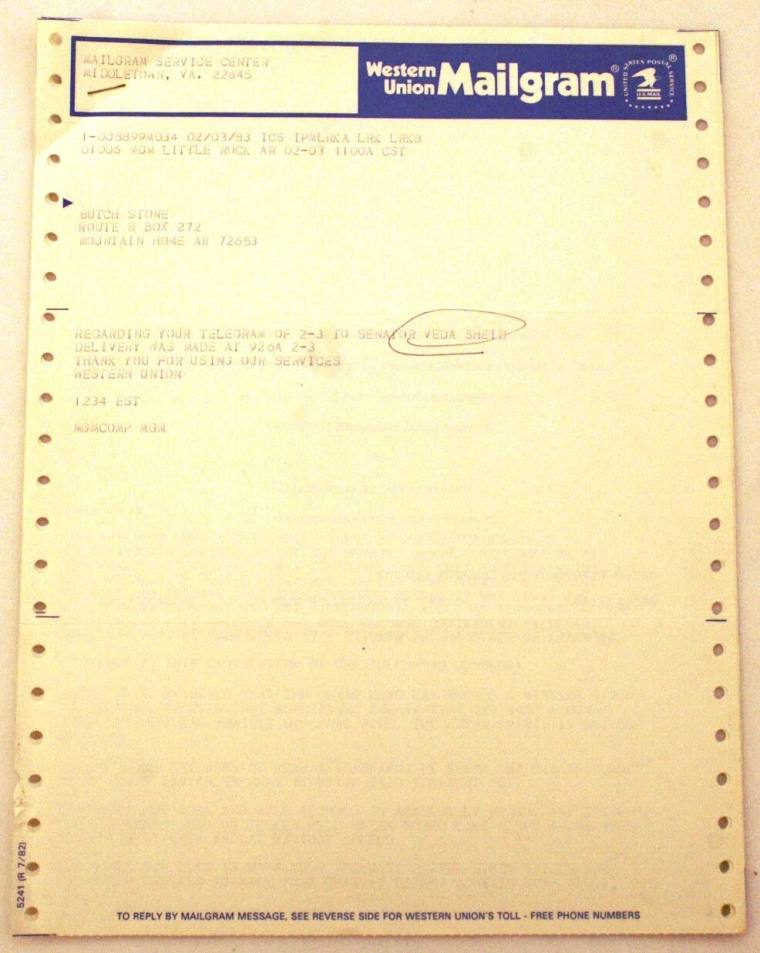 MAILGRAM SERVICE CENTER
MIDDLETOWN, VA. 22645
Western Union Mailgram®
UNITED STATES POSTAL SERVICE
U.S.MAIL
®
1-008899M034 02/03/83 ICS IPMLRKA LRK LRKB
01006 MGM LITTLE ROCK AR 02-03 1100A CST
BUTCH STONE
ROUTE 8 BOX 272
MOUNTAIN HOME AR 72653
REGARDING YOUR TELEGRAM OF 2-3 TO SENATOR VEDA SHEID
DELIVERY WAS MADE AT 926A 2-3
THANK YOU FOR USING OUR SERVICES
WESTERN UNION
1234 EST
MGMCOMP MGM
5241 (R 7/82)
TO REPLY BY MAILGRAM MESSAGE, SEE REVERSE SIDE FOR WESTERN UNION'S TOLL - FREE PHONE NUMBERS